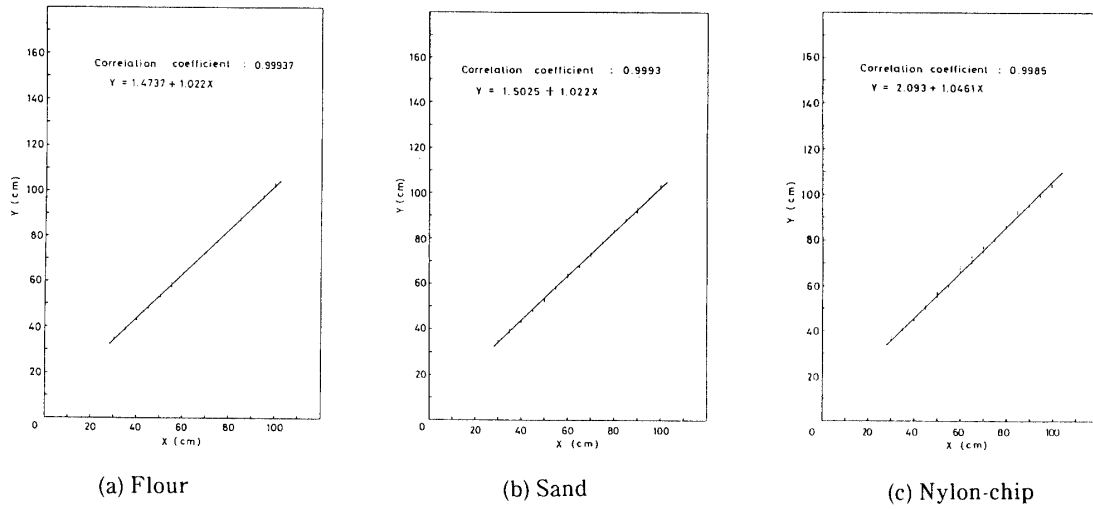 160
140
120
100
80
60
40
20
0
20
40
60
80
100
Y (cm)
X (cm)
Correlation coefficient : 0.99937
Y = 1.4737 + 1.022X
(a) Flour
160
140
120
100
80
60
40
20
0
20
40
60
80
100
Y (cm)
X (cm)
Correlation coefficient : 0.9993
Y = 1.5025 + 1.022X
(b) Sand
160
140
120
100
80
60
40
20
0
20
40
60
80
100
Y (cm)
X (cm)
Correlation coefficient : 0.9985
Y = 2.093 + 1.0461X
(c) Nylon-chip